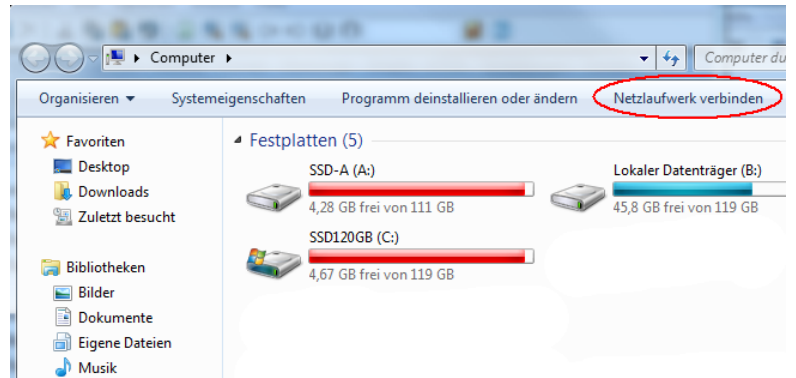 Computer
Computer du
Organisieren
Systemeigenschaften
Programm deinstallieren oder ändern
Netzlaufwerk verbinden
Favoriten
Desktop
Downloads
Zuletzt besucht
Bibliotheken
Bilder
Dokumente
Eigene Dateien
Musik
Festplatten (5)
SSD-A (A:)
4,28 GB frei von 111 GB
Lokaler Datenträger (B:)
45,8 GB frei von 119 GB
SSD120GB (C:)
4,67 GB frei von 119 GB